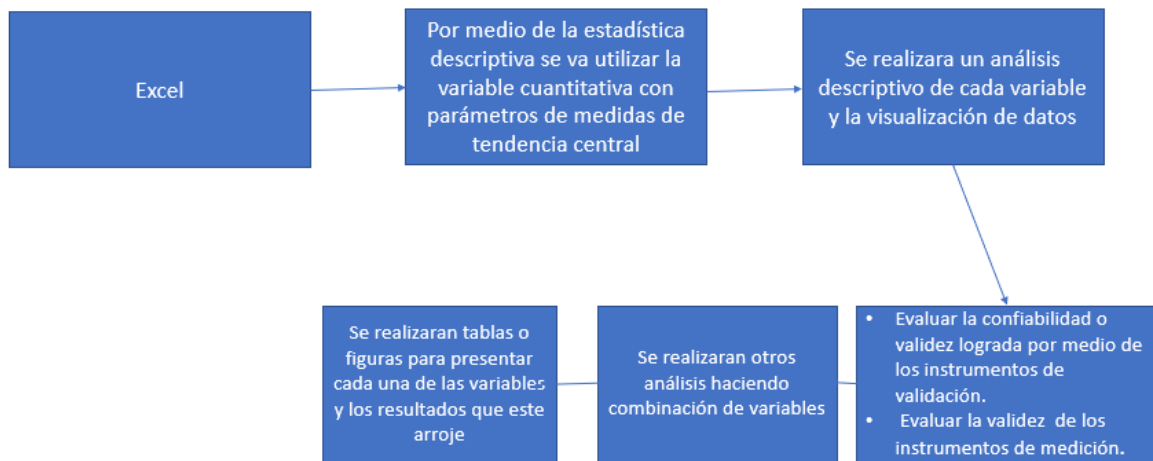 Excel
Por medio de la estadística
descriptiva se va utilizar la
variable cuantitativa con
parámetros de medidas de
tendencia central
Se realizara un análisis
descriptivo de cada variable
y la visualización de datos
• Evaluar la confiabilidad o
validez lograda por medio de
los instrumentos de
validación.
• Evaluar la validez de los
instrumentos de medición.
Se realizaran otros
análisis haciendo
combinación de variables
Se realizaran tablas o
figuras para presentar
cada una de las variables
y los resultados que este
arroje